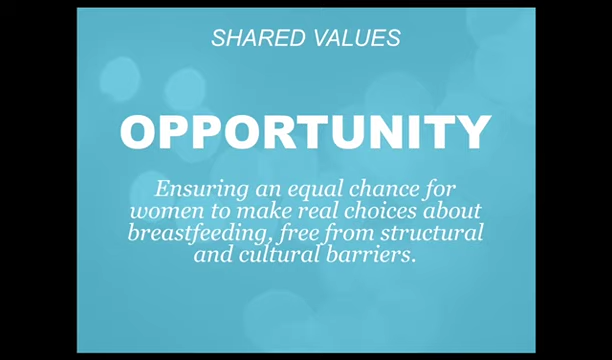 SHARED VALUES
OPPORTUNITY
Ensuring an equal chance for
women to make real choices about
breastfeeding, free from structural
and cultural barriers.